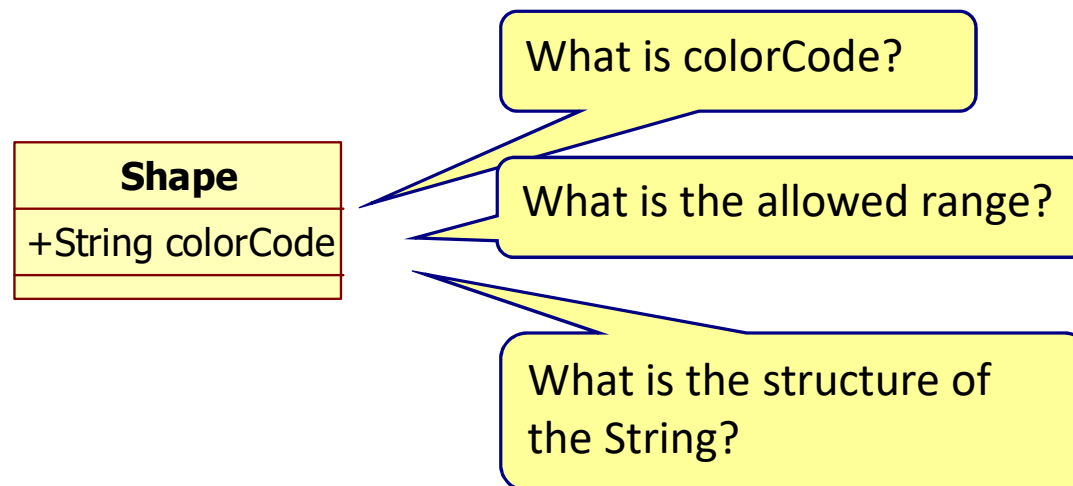 What is colorCode?
Shape
+String colorCode
What is the allowed range?
What is the structure of
the String?